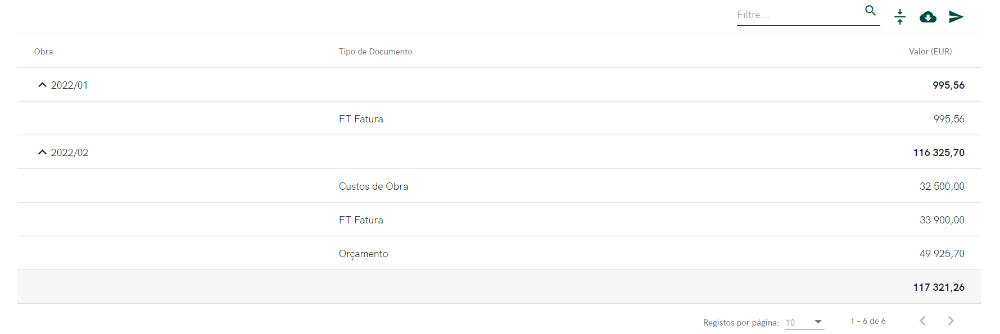 Filtre...
Obra Tipo de Documento Valor (EUR)
2022/01 995,56
FT Fatura 995,56
2022/02 116 325,70
Custos de Obra 32 500,00
FT Fatura 33 900,00
Orçamento 49 925,70
117 321,26
Registos por página: 10 1 – 6 de 6